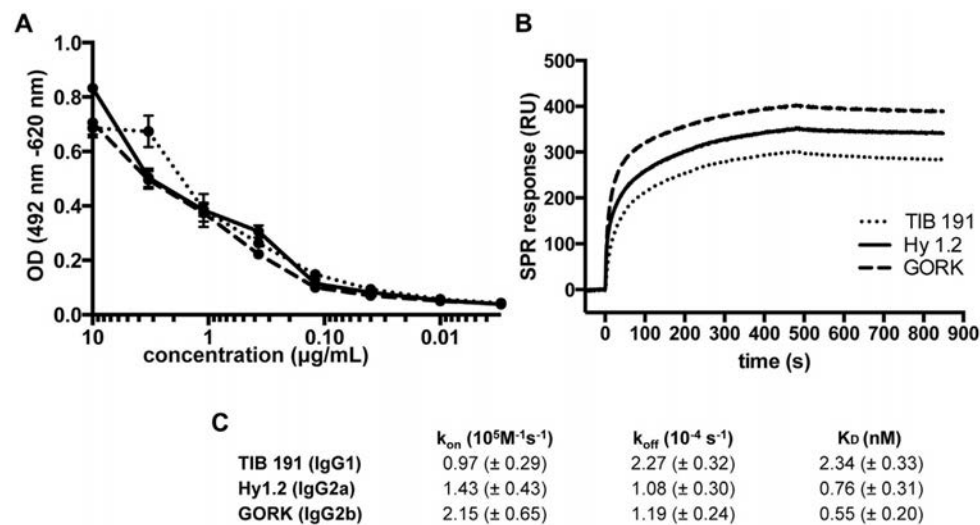 A
1.0
0.8
0.6
0.4
0.2
0.0
OD (492 nm -620 nm)
10
1
0.10
0.01
concentration (µg/mL)
B
500
400
300
200
100
0
SPR response (RU)
TIB 191
Hy 1.2
GORK
0 100 200 300 400 500 600 700 800 900
time (s)
C
kon (10⁵M⁻¹s⁻¹) koff (10⁻⁴ s⁻¹) KD (nM)
TIB 191 (IgG1) 0.97 (± 0.29) 2.27 (± 0.32) 2.34 (± 0.33)
Hy1.2 (IgG2a) 1.43 (± 0.43) 1.08 (± 0.30) 0.76 (± 0.31)
GORK (IgG2b) 2.15 (± 0.65) 1.19 (± 0.24) 0.55 (± 0.20)